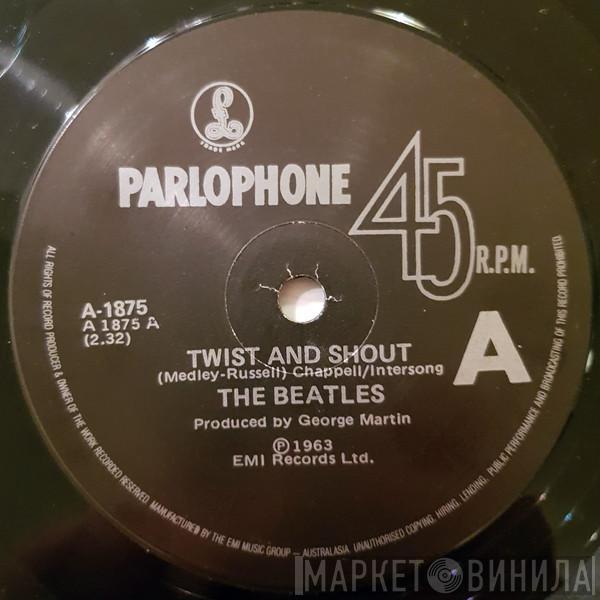 £
TRADE MARK
PARLOPHONE
45
R.P.M.
A-1875
A 1875 A
(2.32)
A
TWIST AND SHOUT
(Medley-Russell) Chappell/Intersong
THE BEATLES
Produced by George Martin
Ⓟ 1963
EMI Records Ltd.
ALL RIGHTS OF RECORD PRODUCER & OWNER OF THE WORK RECORDED RESERVED. MANUFACTURED BY THE EMI MUSIC GROUP – AUSTRALASIA. UNAUTHORISED COPYING, HIRING, LENDING, PUBLIC PERFORMANCE AND BROADCASTING OF THIS RECORD PROHIBITED.
МАРКЕТ ВИНИЛА